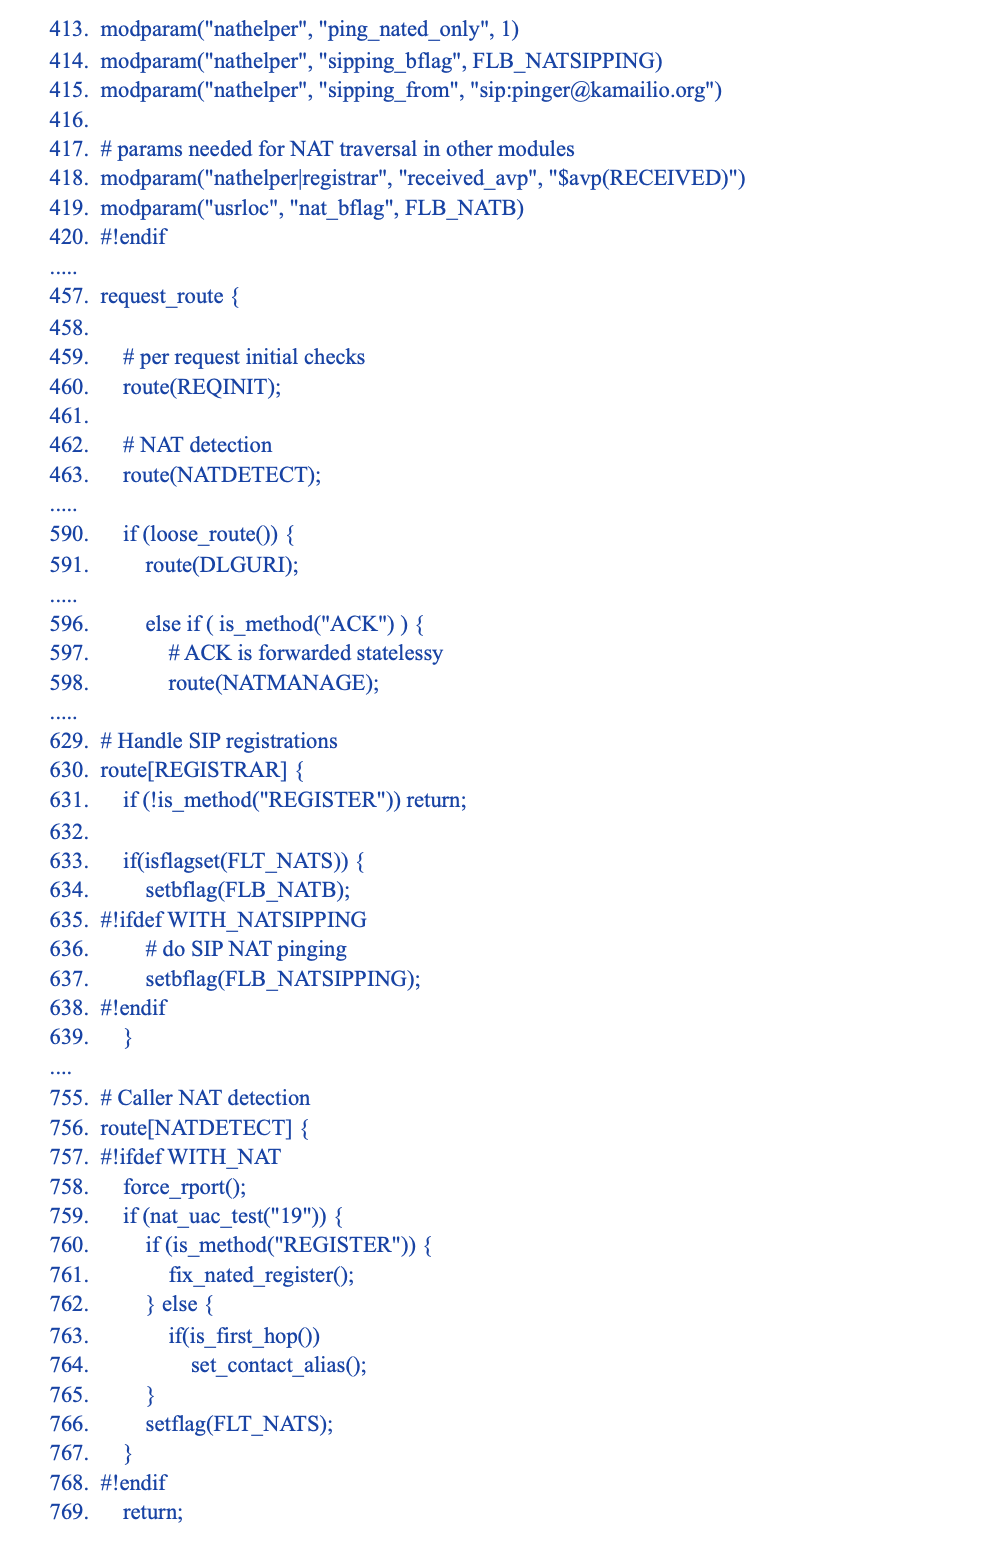 413. modparam("nathelper", "ping_nated_only", 1)
414. modparam("nathelper", "sipping_bflag", FLB_NATSIPPING)
415. modparam("nathelper", "sipping_from", "sip:pinger@kamailio.org")
416.
417. # params needed for NAT traversal in other modules
418. modparam("nathelper|registrar", "received_avp", "$avp(RECEIVED)")
419. modparam("usrloc", "nat_bflag", FLB_NATB)
420. #!endif
.....
457. request_route {
458.
459. # per request initial checks
460. route(REQINIT);
461.
462. # NAT detection
463. route(NATDETECT);
.....
590. if (loose_route()) {
591. route(DLGURI);
.....
596. else if ( is_method("ACK") ) {
597. # ACK is forwarded statelessy
598. route(NATMANAGE);
.....
629. # Handle SIP registrations
630. route[REGISTRAR] {
631. if (!is_method("REGISTER")) return;
632.
633. if(isflagset(FLT_NATS)) {
634. setbflag(FLB_NATB);
635. #!ifdef WITH_NATSIPPING
636. # do SIP NAT pinging
637. setbflag(FLB_NATSIPPING);
638. #!endif
639. }
....
755. # Caller NAT detection
756. route[NATDETECT] {
757. #!ifdef WITH_NAT
758. force_rport();
759. if (nat_uac_test("19")) {
760. if (is_method("REGISTER")) {
761. fix_nated_register();
762. } else {
763. if(is_first_hop())
764. set_contact_alias();
765. }
766. setflag(FLT_NATS);
767. }
768. #!endif
769. return;